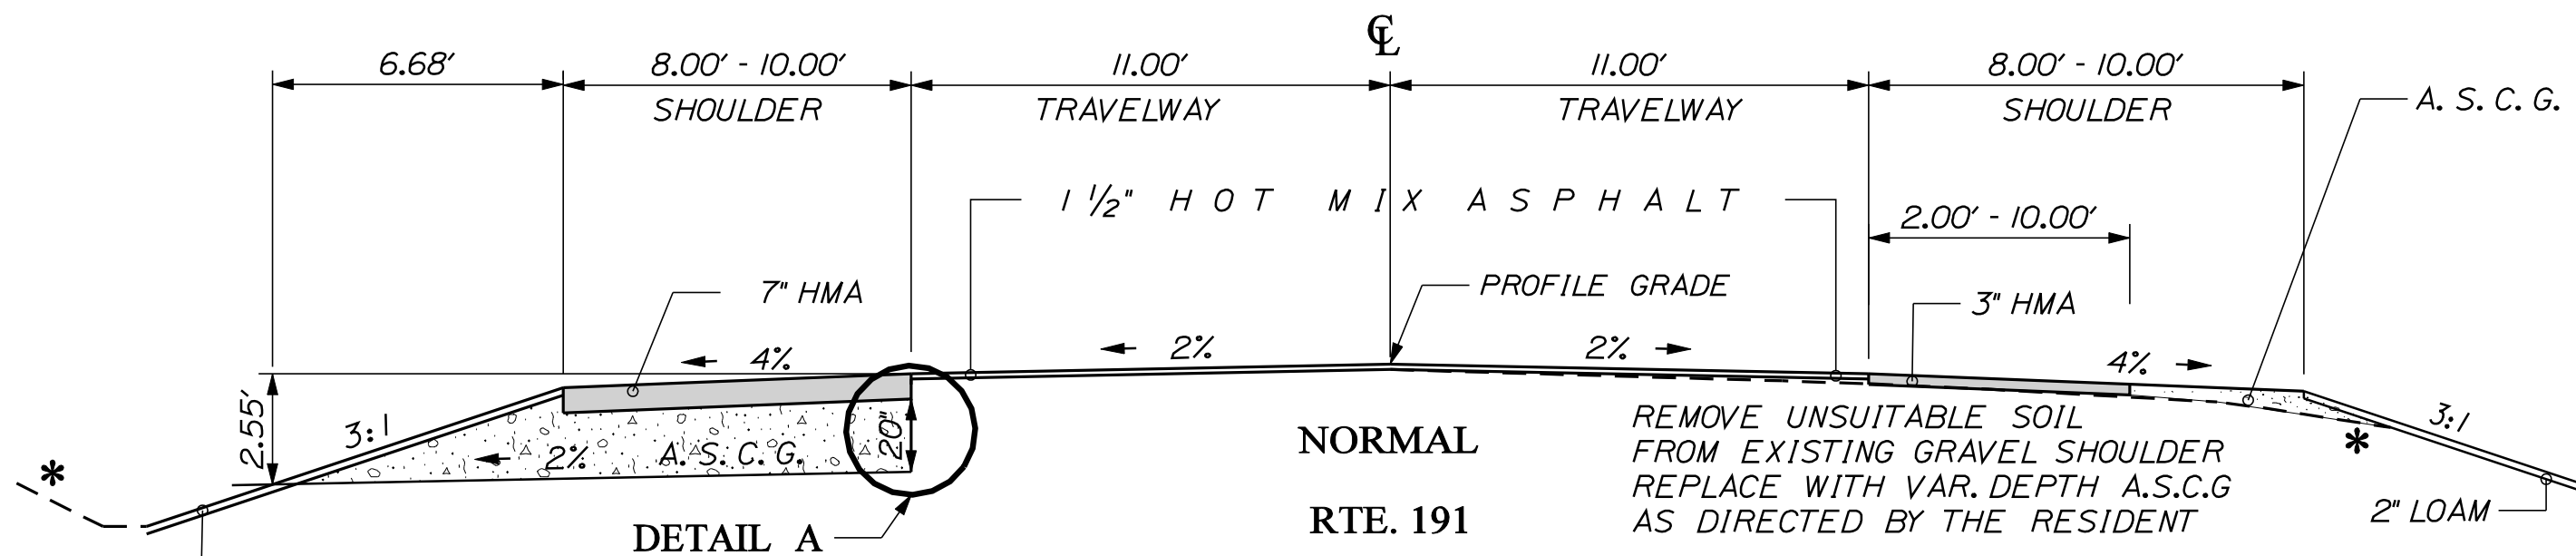 ℄
6.68' 8.00' - 10.00' 11.00' 11.00' 8.00' - 10.00'
SHOULDER TRAVELWAY TRAVELWAY SHOULDER A. S. C. G.
1 ½" HOT MIX ASPHALT
2.00' - 10.00'
7" HMA PROFILE GRADE 3" HMA
4% 2% 2% 4%
2.55' 3:1 2% A. S. C. G. 20" 3:1
* *
NORMAL
RTE. 191
REMOVE UNSUITABLE SOIL
FROM EXISTING GRAVEL SHOULDER
REPLACE WITH VAR. DEPTH A.S.C.G
AS DIRECTED BY THE RESIDENT
2" LOAM
DETAIL A